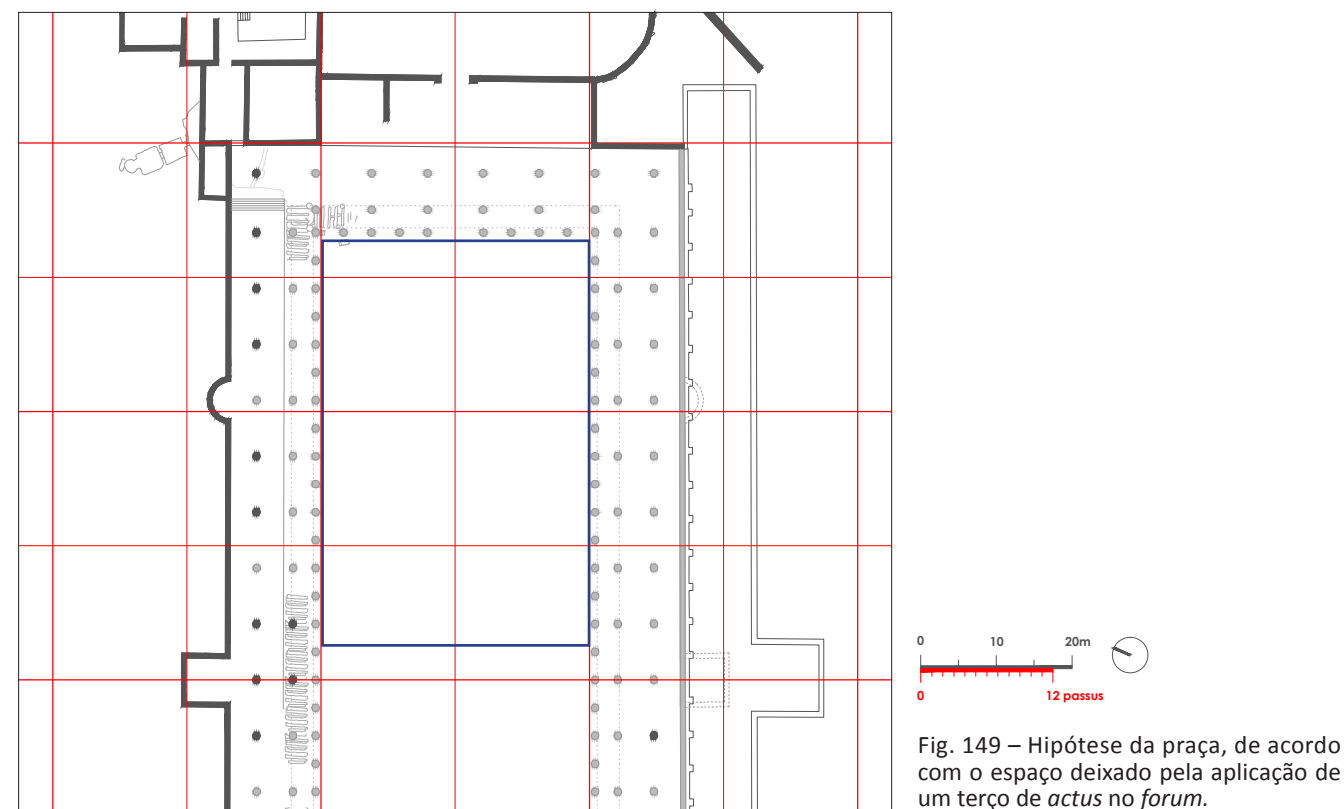 0 10 20m
0 12 passus
Fig. 149 – Hipótese da praça, de acordo
com o espaço deixado pela aplicação de
um terço de actus no forum.